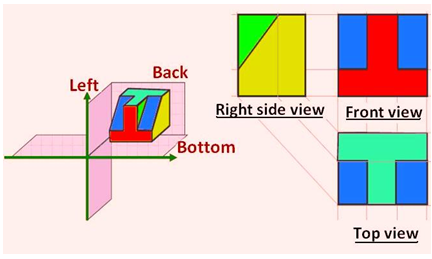 Back
Left
Bottom
Right side view
Front view
Top view